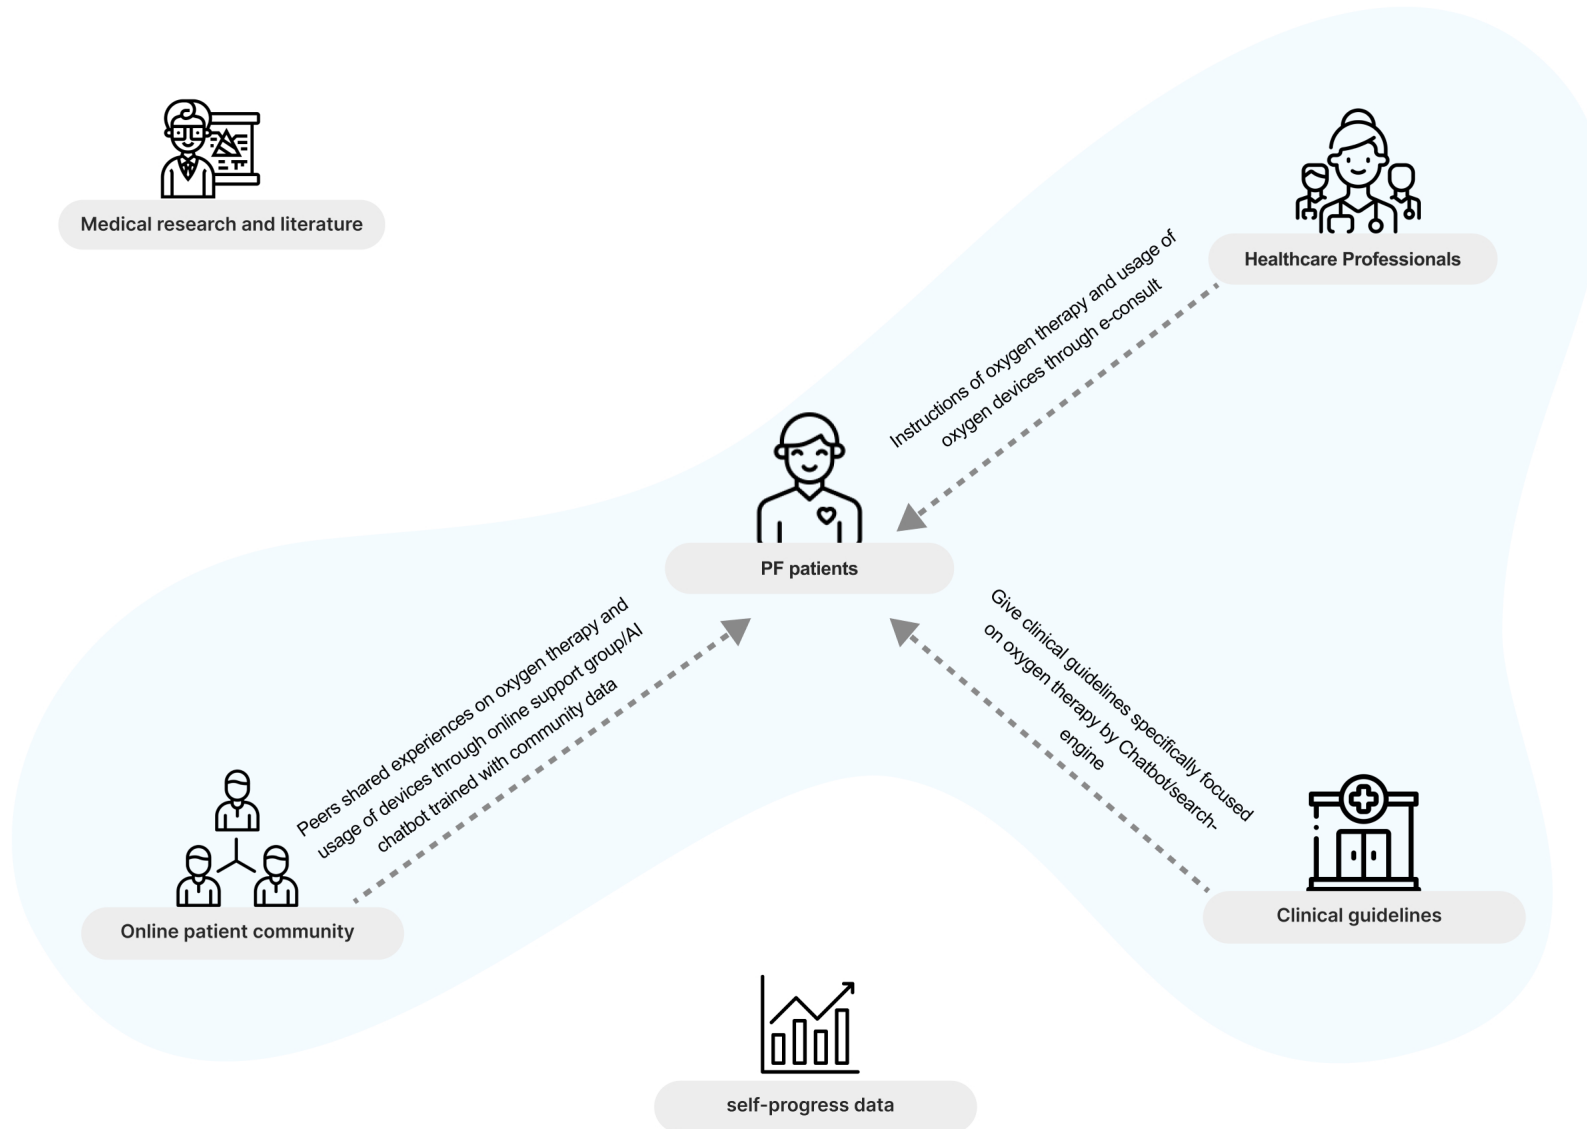 Medical research and literature
Healthcare Professionals
Instructions of oxygen therapy and usage of
oxygen devices through e-consult
PF patients
Peers shared experiences on oxygen therapy and
usage of devices through online support group/AI
chatbot trained with community data
Give clinical guidelines specifically focused
on oxygen therapy by Chatbot/search-
engine
Online patient community
Clinical guidelines
self-progress data